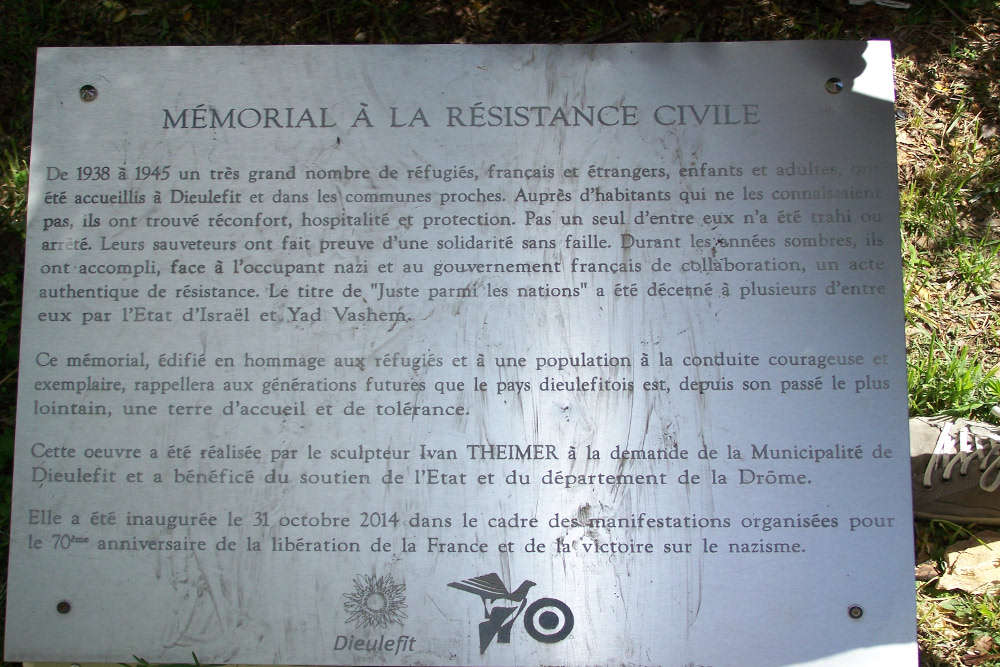 MÉMORIAL À LA RÉSISTANCE CIVILE
De 1938 à 1945 un très grand nombre de réfugiés, français et étrangers, enfants et adultes, ont
été accueillis à Dieulefit et dans les communes proches. Auprès d'habitants qui ne les connaissaient
pas, ils ont trouvé réconfort, hospitalité et protection. Pas un seul d'entre eux n'a été trahi ou
arrêté. Leurs sauveteurs ont fait preuve d'une solidarité sans faille. Durant les années sombres, ils
ont accompli, face à l'occupant nazi et au gouvernement français de collaboration, un acte
authentique de résistance. Le titre de "Juste parmi les nations" a été décerné à plusieurs d'entre
eux par l'Etat d'Israël et Yad Vashem.
Ce mémorial, édifié en hommage aux réfugiés et à une population à la conduite courageuse et
exemplaire, rappellera aux générations futures que le pays dieulefitois est, depuis son passé le plus
lointain, une terre d'accueil et de tolérance.
Cette oeuvre a été réalisée par le sculpteur Ivan THEIMER à la demande de la Municipalité de
Dieulefit et a bénéficé du soutien de l'Etat et du département de la Drôme.
Elle a été inaugurée le 31 octobre 2014 dans le cadre des manifestations organisées pour
le 70ème anniversaire de la libération de la France et de la victoire sur le nazisme.
Dieulefit
70